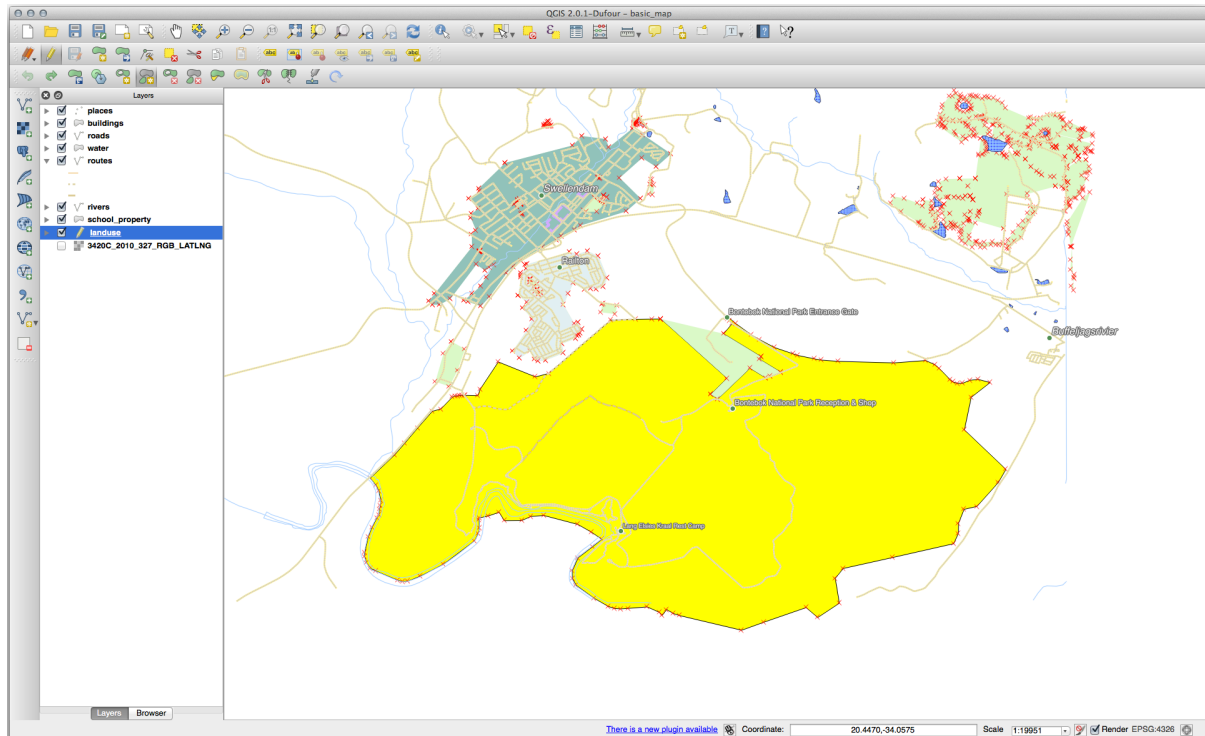 QGIS 2.0.1-Dufour - basic_map
Layers
places
buildings
roads
water
routes
rivers
school_property
landuse
3420C_2010_327_RGB_LATLNG
Swellendam
Railton
Bontebok National Park Entrance Gate
Buffeljagsrivier
Bontebok National Park Reception & Shop
Lang Elsies Kraal Rest Camp
Layers
Browser
There is a new plugin available
Coordinate:
20.4470,-34.0575
Scale
1:19951
Render
EPSG:4326